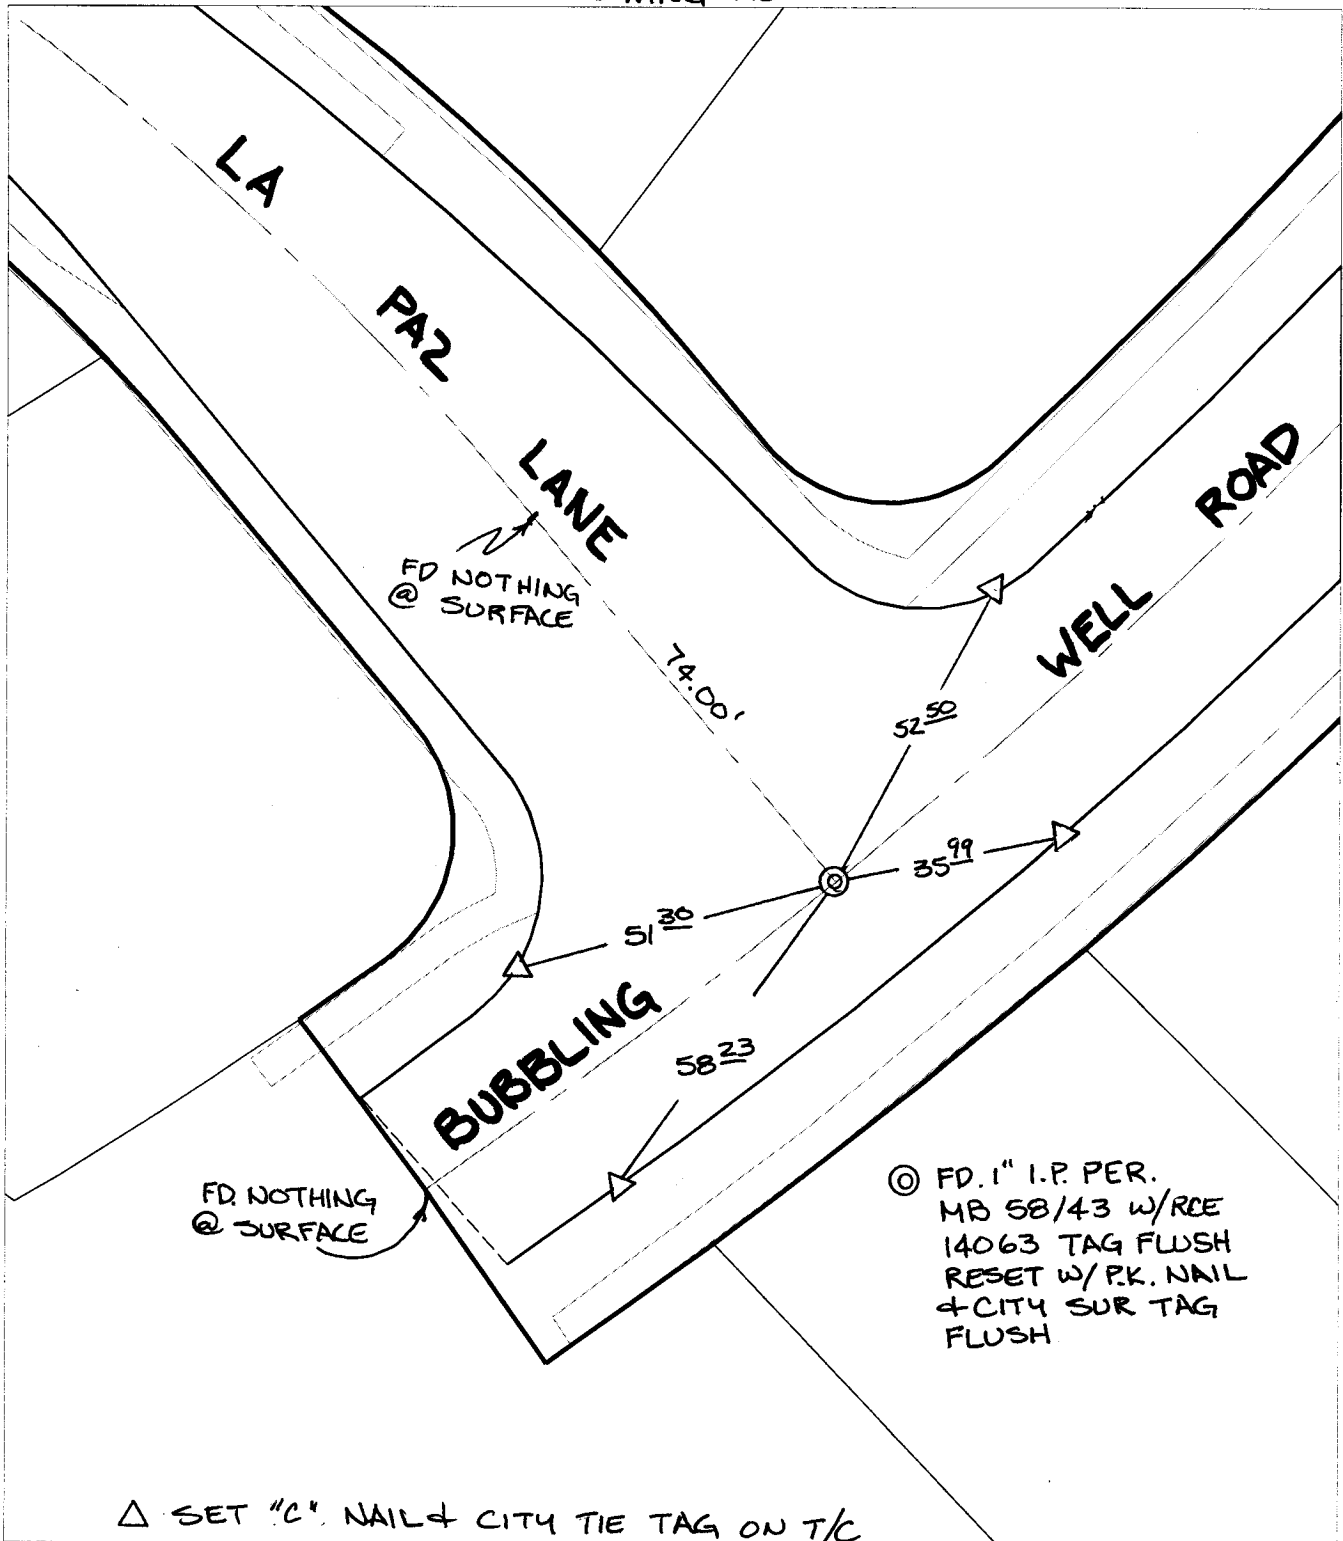 LA
PAZ
LANE
FD NOTHING
@ SURFACE
74.00'
ROAD
WELL
52 50
35 99
51 30
BUBBLING
58 23
FD. NOTHING
@ SURFACE
FD. 1" I.P. PER.
MB 58/43 W/RCE
14063 TAG FLUSH
RESET W/ P.K. NAIL
& CITY SUR TAG
FLUSH
△ SET "C". NAIL & CITY TIE TAG ON T/C